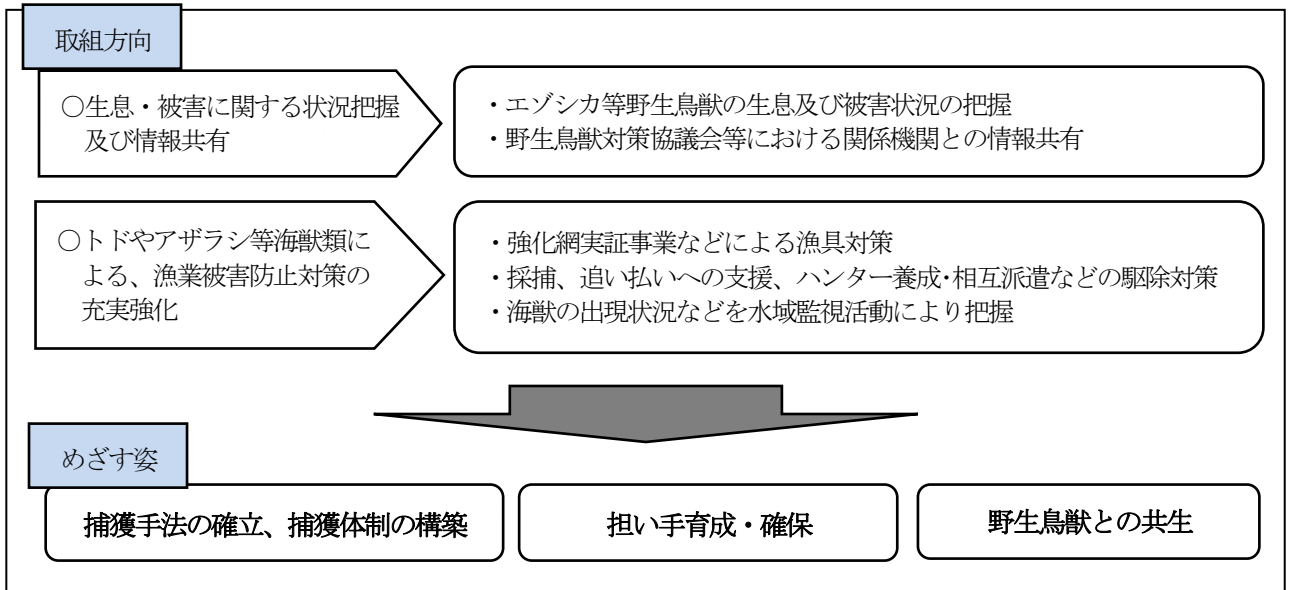 取組方向
○生息・被害に関する状況把握
及び情報共有
・エゾシカ等野生鳥獣の生息及び被害状況の把握
・野生鳥獣対策協議会等における関係機関との情報共有
○トドやアザラシ等海獣類に
よる、漁業被害防止対策の
充実強化
・強化網実証事業などによる漁具対策
・採捕、追い払いへの支援、ハンター養成・相互派遣などの駆除対策
・海獣の出現状況などを水域監視活動により把握
めざす姿
捕獲手法の確立、捕獲体制の構築
担い手育成・確保
野生鳥獣との共生